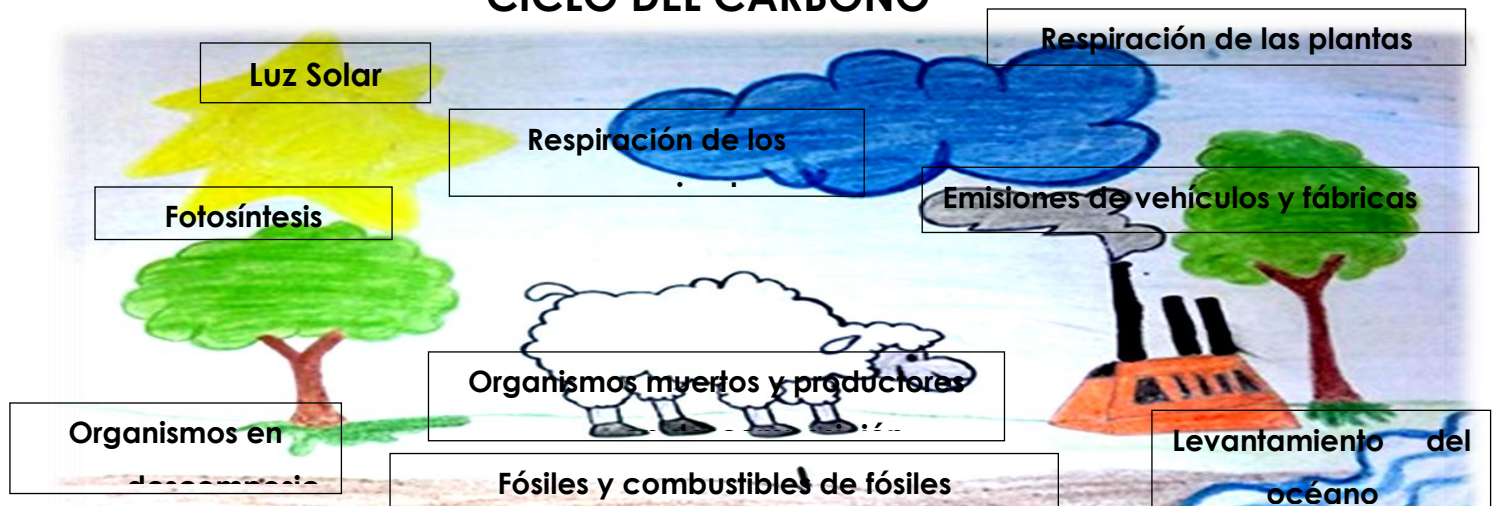 CICLO DEL CARBONO
Respiración de las plantas
Luz Solar
Respiración de los
Emisiones de vehículos y fábricas
Fotosíntesis
Organismos muertos y productores
Organismos en
Levantamiento del
océano
Fósiles y combustibles de fósiles